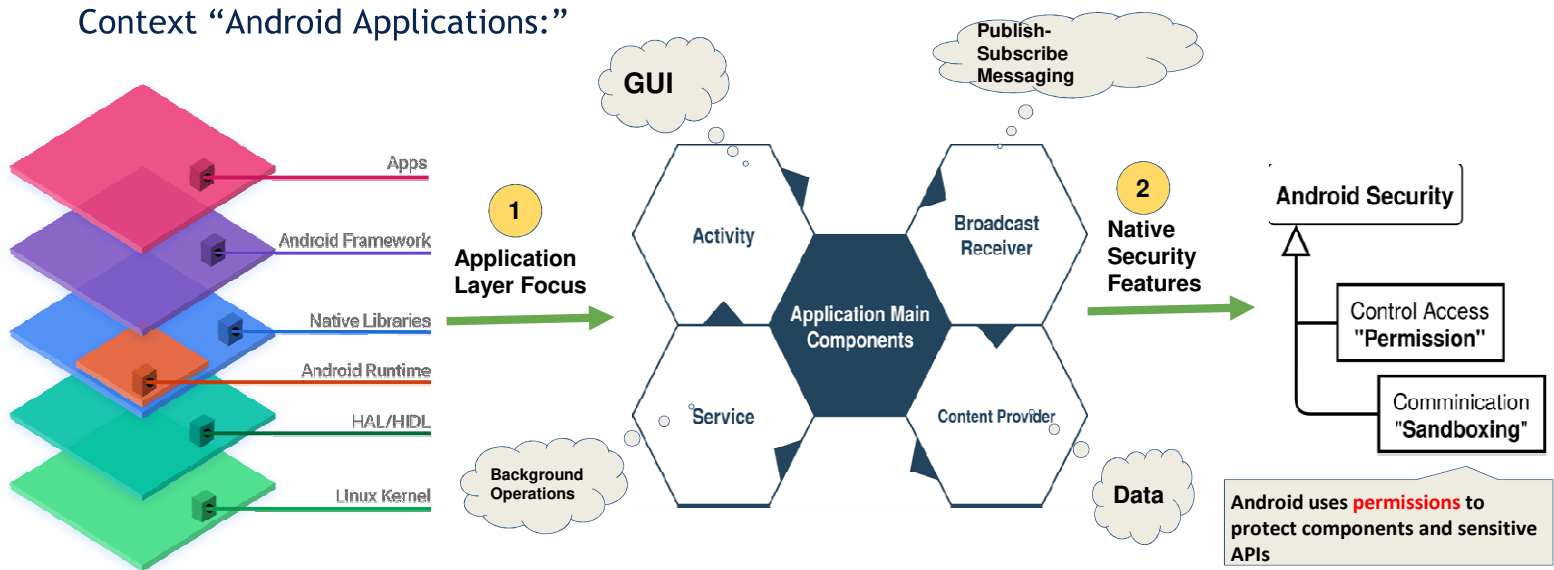 Context “Android Applications:”
Apps
Android Framework
Native Libraries
Android Runtime
HAL/HIDL
Linux Kernel
1
Application
Layer Focus
GUI
Publish-
Subscribe
Messaging
Activity
Broadcast
Receiver
Application Main
Components
Service
Content Provider
Background
Operations
Data
2
Native
Security
Features
Android Security
Control Access
"Permission"
Comminication
"Sandboxing"
Android uses permissions to
protect components and sensitive
APIs